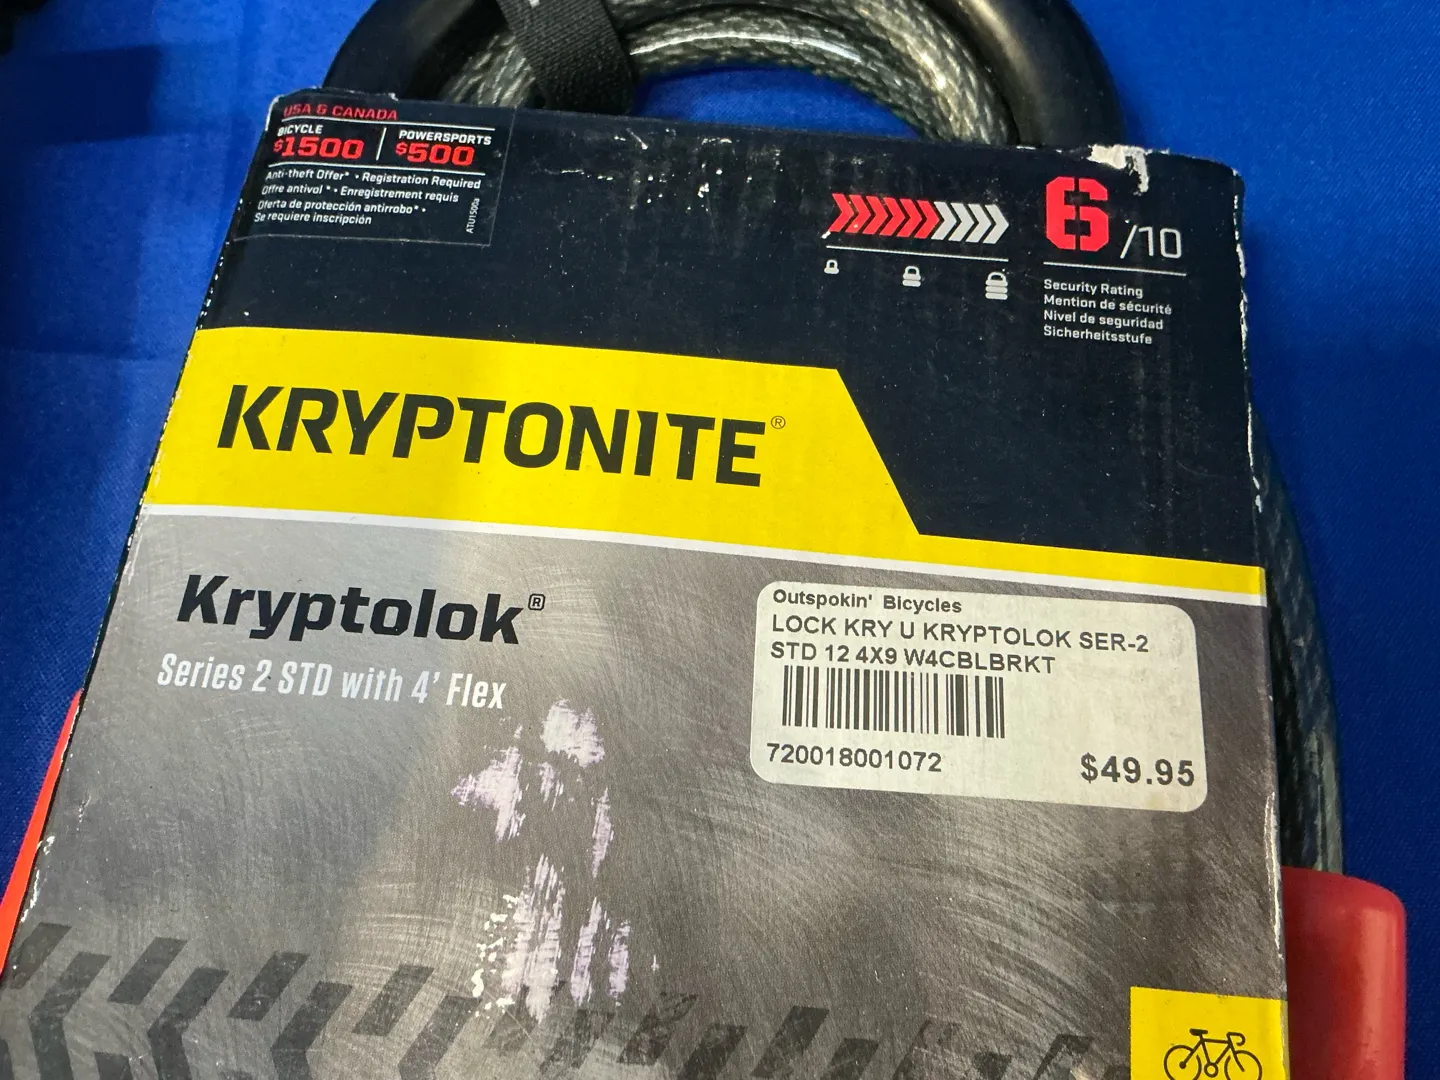 USA & CANADA
BICYCLE
$1500
POWERSPORTS
$500
Anti-theft Offer* • Registration Required
Offre antivol * • Enregistrement requis
Oferta de protección antirrobo* •
Se requiere inscripción
ATU1500a
6/10
Security Rating
Mention de sécurité
Nivel de seguridad
Sicherheitsstufe
KRYPTONITE®
Kryptolok®
Series 2 STD with 4' Flex
Outspokin' Bicycles
LOCK KRY U KRYPTOLOK SER-2
STD 12 4X9 W4CBLBRKT
720018001072
$49.95